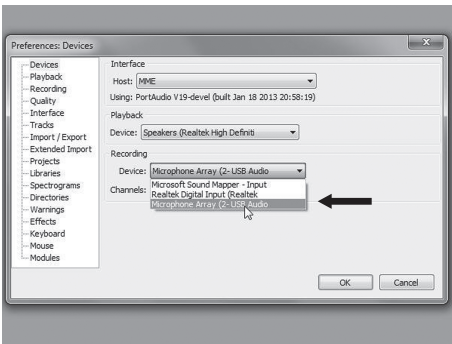 Preferences: Devices
Devices
Playback
Recording
Quality
Interface
Tracks
Import / Export
Extended Import
Projects
Libraries
Spectrograms
Directories
Warnings
Effects
Keyboard
Mouse
Modules
Interface
Host: MME
Using: PortAudio V19-devel (built Jan 18 2013 20:58:19)
Playback
Device: Speakers (Realtek High Definiti
Recording
Device: Microphone Array (2- USB Audio
Channels:
Microsoft Sound Mapper - Input
Realtek Digital Input (Realtek
Microphone Array (2- USB Audio
OK
Cancel